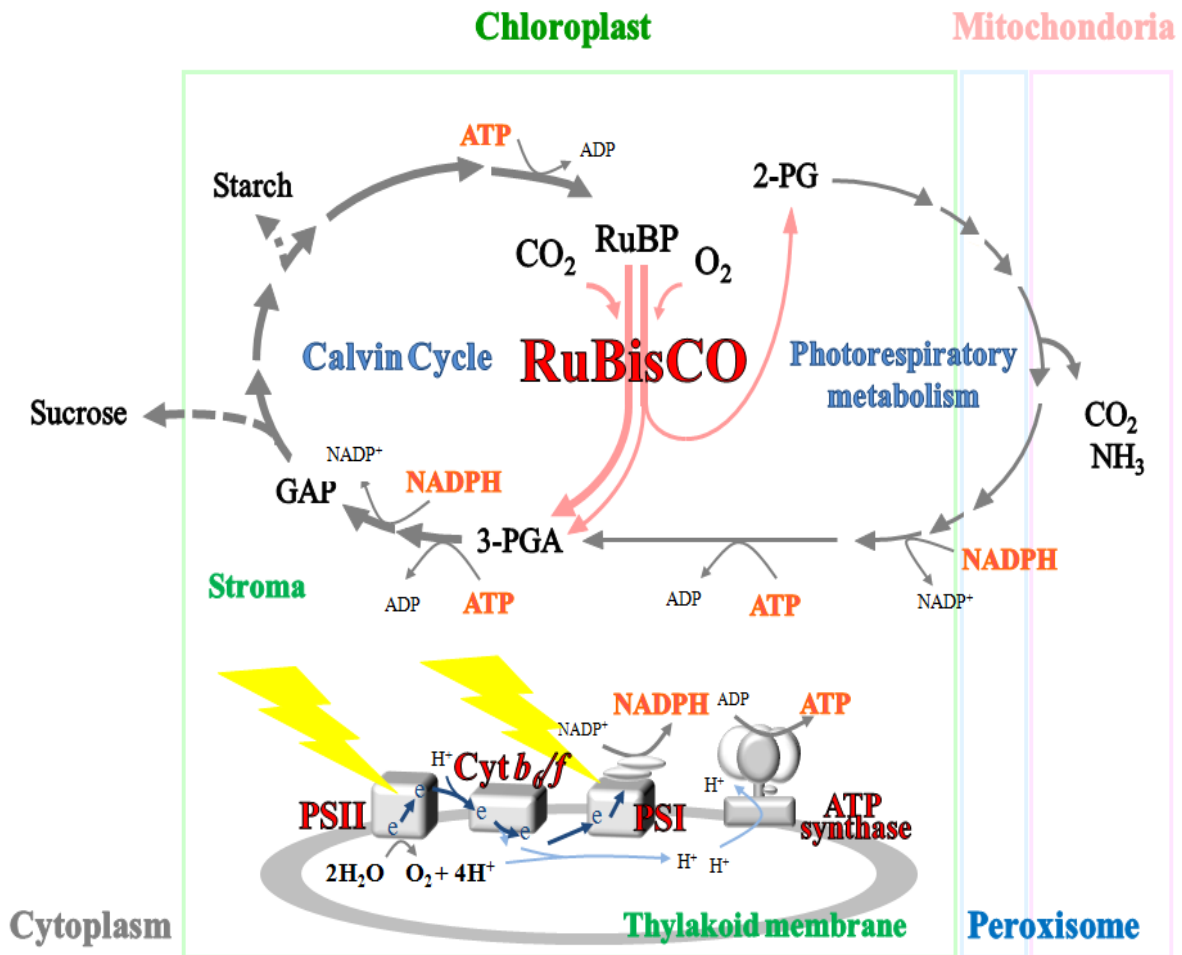 Chloroplast
Mitochondoria
ATP
ADP
Starch
2-PG
CO₂
RuBP
O₂
Calvin Cycle
RuBisCO
Photorespiratory
metabolism
Sucrose
CO₂
NH₃
NADP⁺
GAP
NADPH
3-PGA
NADPH
Stroma
ADP
ATP
ADP
ATP
NADP⁺
NADPH
ADP
ATP
NADP⁺
H⁺
Cyt b₆/f
H⁺
e
PSII
e
e
e
e
PSI
ATP
synthase
2H₂O
O₂ + 4H⁺
H⁺
H⁺
Cytoplasm
Thylakoid membrane
Peroxisome